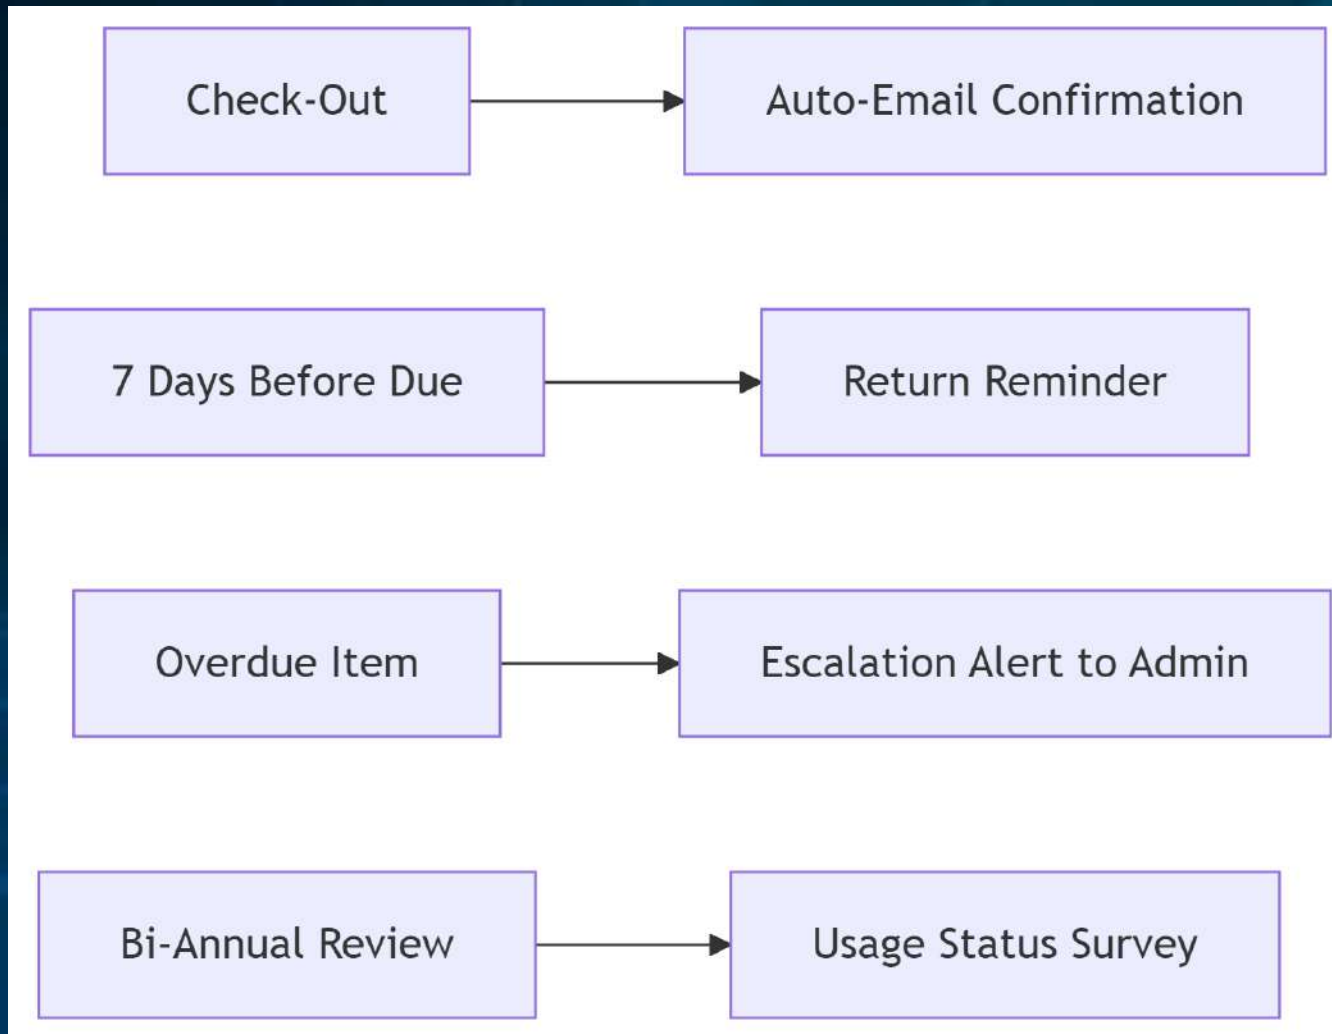 Check-Out
Auto-Email Confirmation
7 Days Before Due
Return Reminder
Overdue Item
Escalation Alert to Admin
Bi-Annual Review
Usage Status Survey